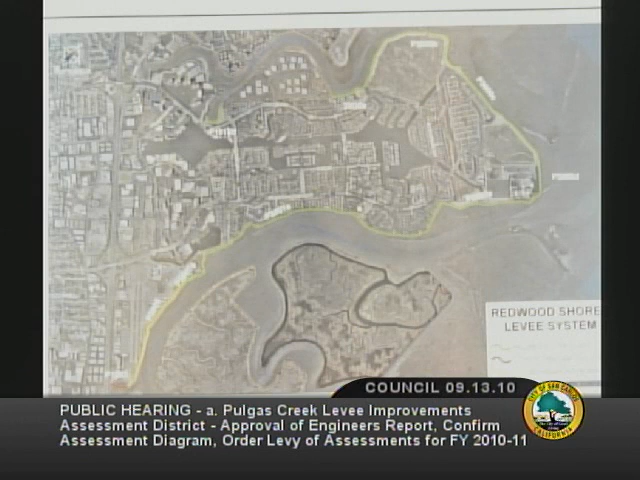 REDWOOD SHORE
LEVEE SYSTEM
COUNCIL 09.13.10
PUBLIC HEARING - a. Pulgas Creek Levee Improvements
Assessment District - Approval of Engineers Report, Confirm
Assessment Diagram, Order Levy of Assessments for FY 2010-11
CITY OF SAN CARLOS
CALIFORNIA